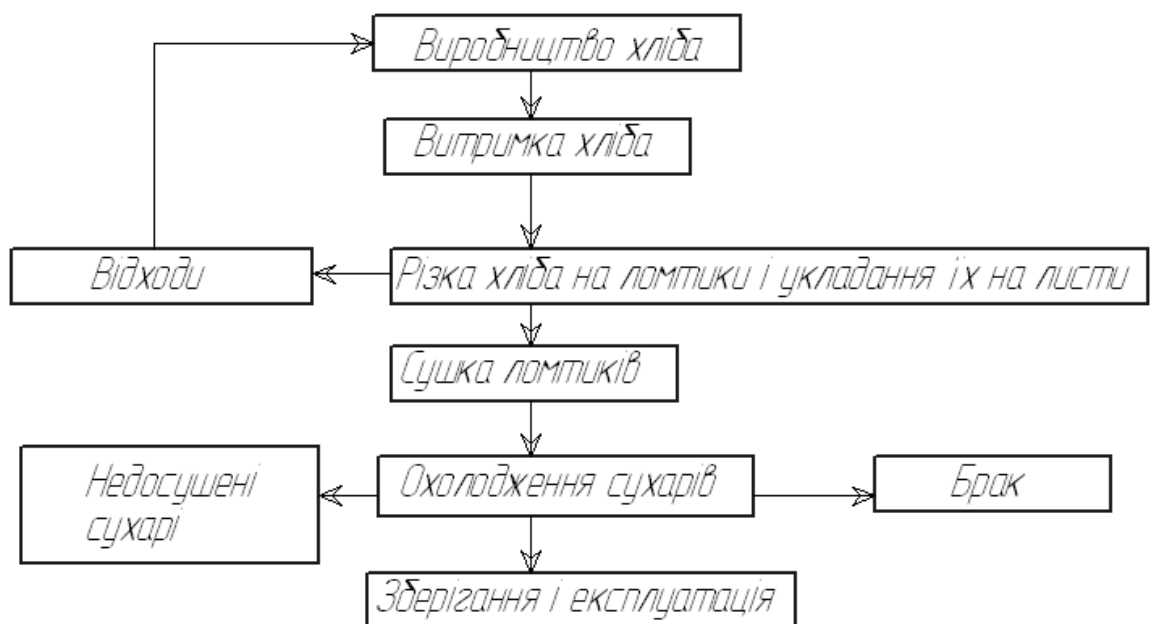 Виробництво хліба
Витримка хліба
Відходи
Різка хліба на ломтики і укладання їх на листи
Сушка ломтиків
Недосушені
сухарі
Охолодження сухарів
Брак
Зберігання і експлуатація